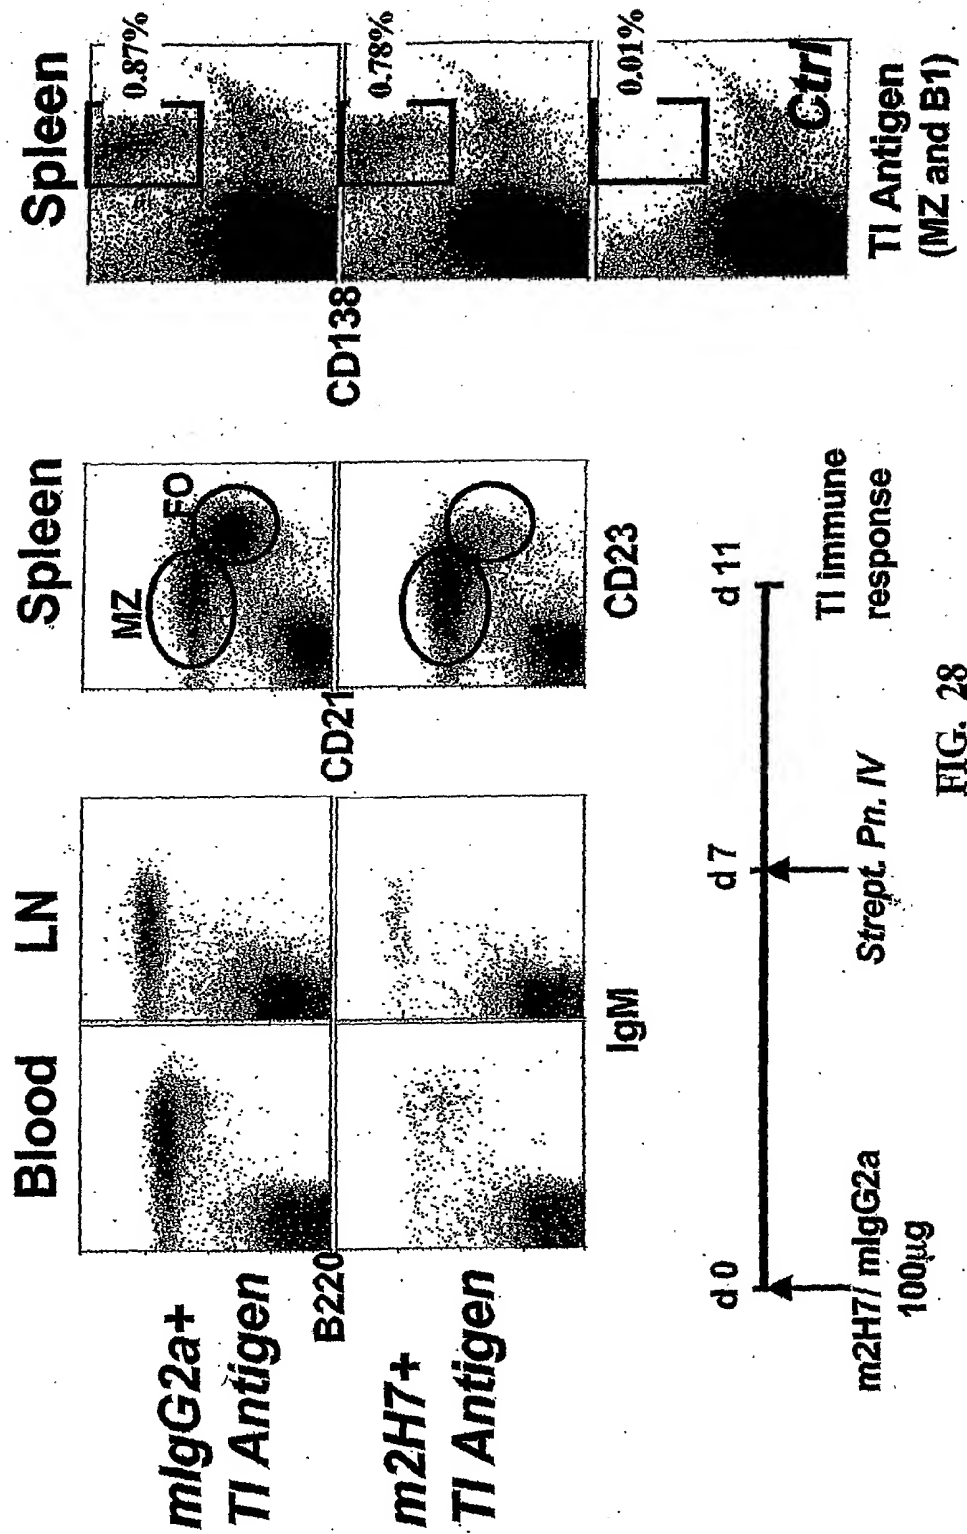 Blood
LN
Spleen
Spleen
mIgG2a+
TI Antigen
m2H7+
TI Antigen
B220
IgM
MZ
FO
CD21
CD23
CD138
0.87%
0.78%
0.01%
Ctrl
TI Antigen
(MZ and B1)
d 0
d 7
d 11
m2H7/ mIgG2a
100µg
Strept. Pn. IV
TI immune
response
FIG. 28